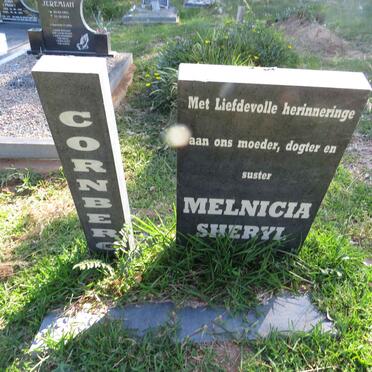 JEREMIAH
CORNBERG
Met Liefdevolle herinneringe
aan ons moeder, dogter en
suster
MELNICIA
SHERYL